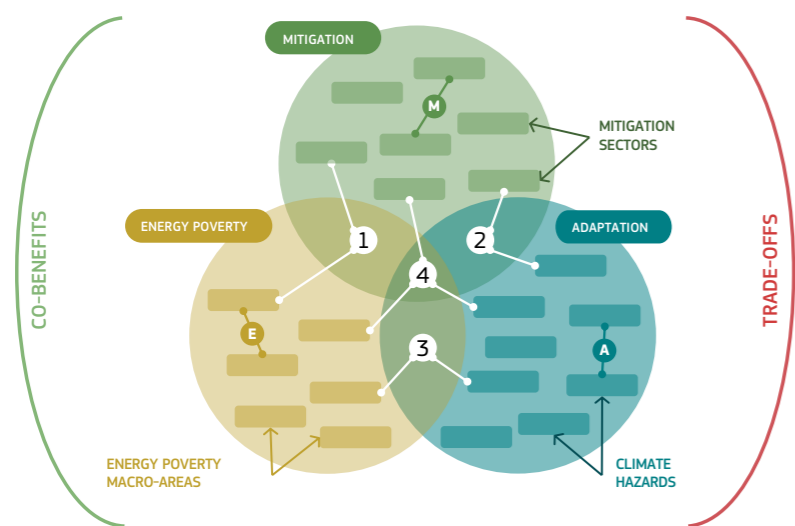 MITIGATION
M
MITIGATION
SECTORS
ENERGY POVERTY
1
2
ADAPTATION
CO-BENEFITS
TRADE-OFFS
4
E
3
A
ENERGY POVERTY
MACRO-AREAS
CLIMATE
HAZARDS